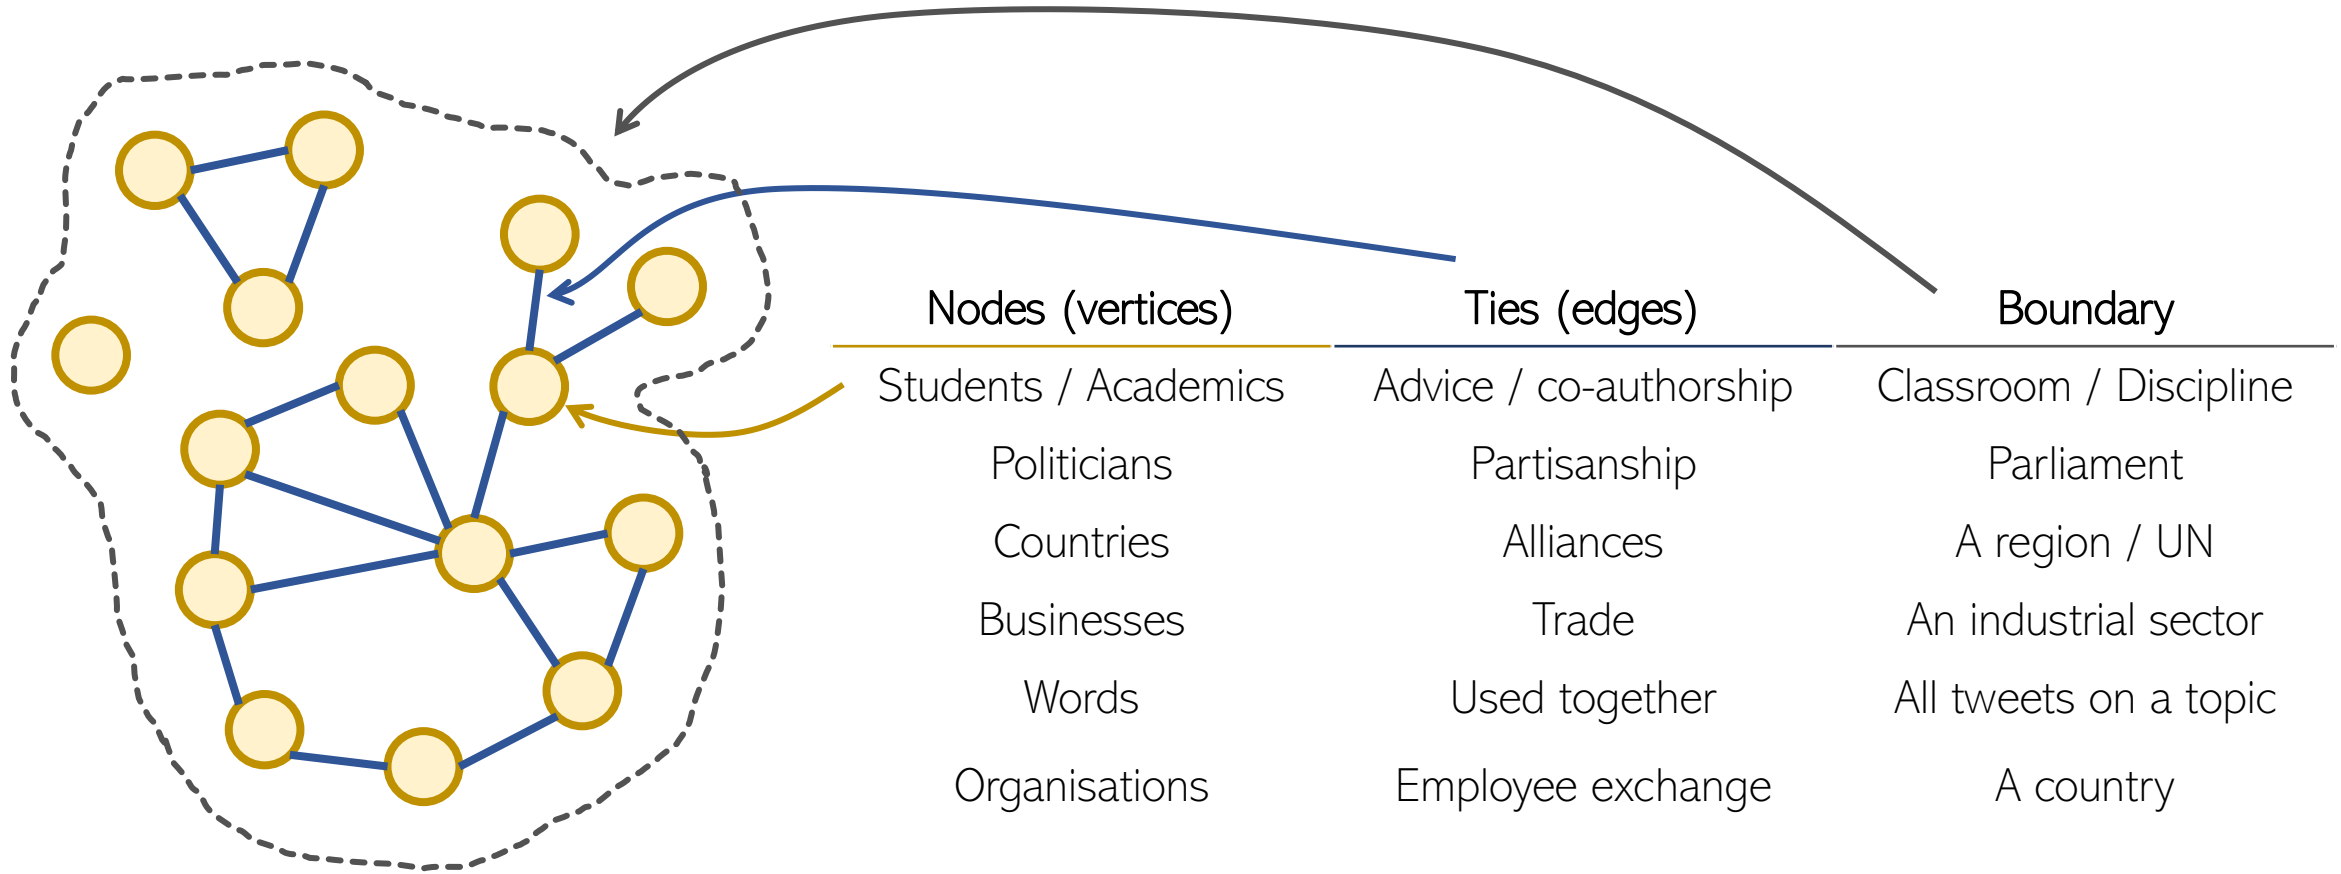 Nodes (vertices) Ties (edges) Boundary
Students / Academics Advice / co-authorship Classroom / Discipline
Politicians Partisanship Parliament
Countries Alliances A region / UN
Businesses Trade An industrial sector
Words Used together All tweets on a topic
Organisations Employee exchange A country